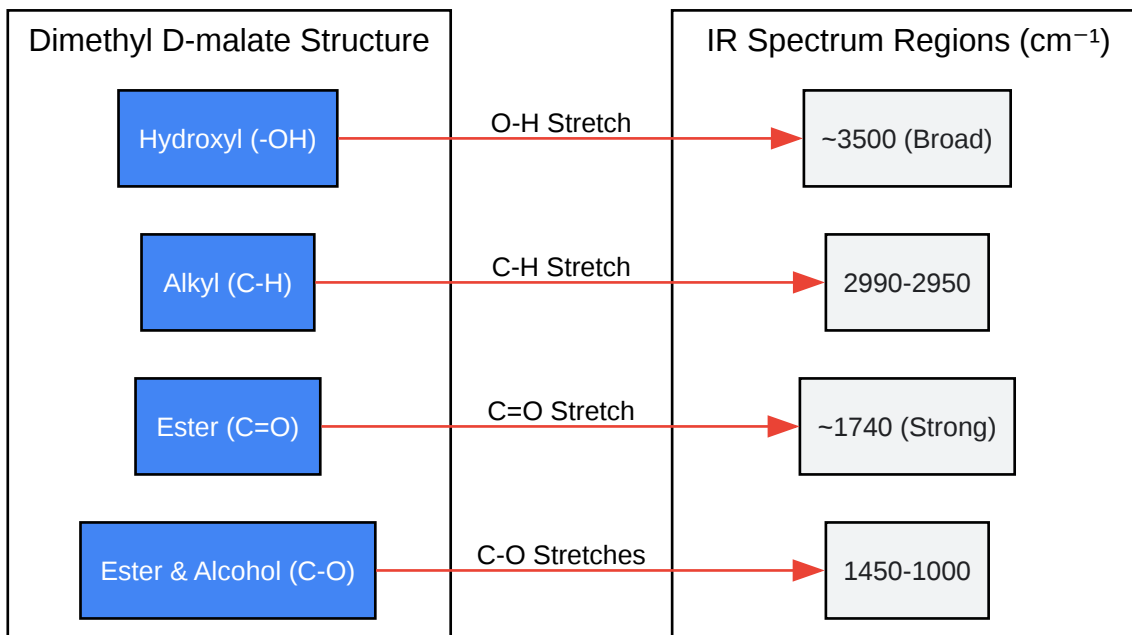 Dimethyl D-malate Structure
IR Spectrum Regions (cm⁻¹)
Hydroxyl (-OH)
O-H Stretch
~3500 (Broad)
Alkyl (C-H)
C-H Stretch
2990-2950
Ester (C=O)
C=O Stretch
~1740 (Strong)
Ester & Alcohol (C-O)
C-O Stretches
1450-1000